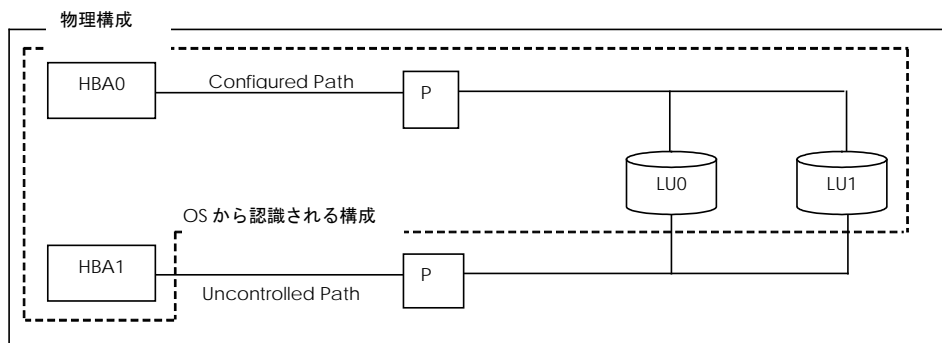 物理構成
HBA0
Configured Path
P
LU0
LU1
OS から認識される構成
HBA1
Uncontrolled Path
P